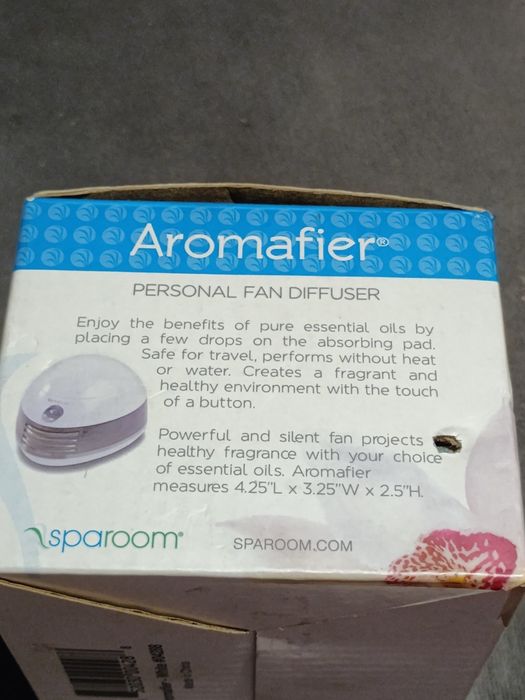 Aromafier®
PERSONAL FAN DIFFUSER
Enjoy the benefits of pure essential oils by
placing a few drops on the absorbing pad.
Safe for travel, performs without heat
or water. Creates a fragrant and
healthy environment with the touch
of a button.
Powerful and silent fan projects
healthy fragrance with your choice
of essential oils. Aromafier
measures 4.25"L x 3.25"W x 2.5"H.
sparoom®
SPAROOM.COM